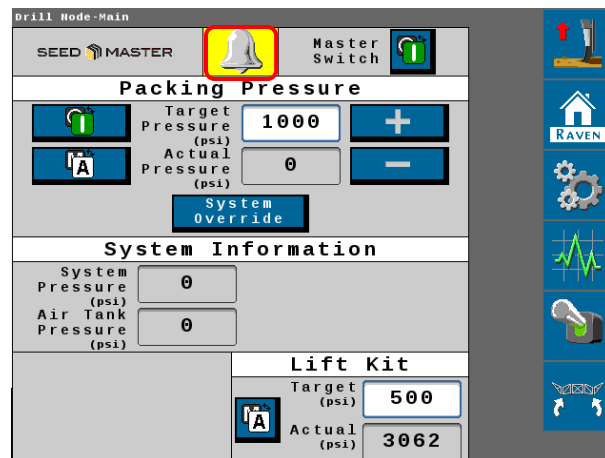 Drill Node-Main
SEED MASTER
Master
Switch
Packing Pressure
Target
Pressure
(psi)
1000
Actual
Pressure
(psi)
0
A
System
Override
System Information
System
Pressure
(psi)
0
Air Tank
Pressure
(psi)
0
Lift Kit
Target
(psi)
500
A
Actual
(psi)
3062
RAVEN